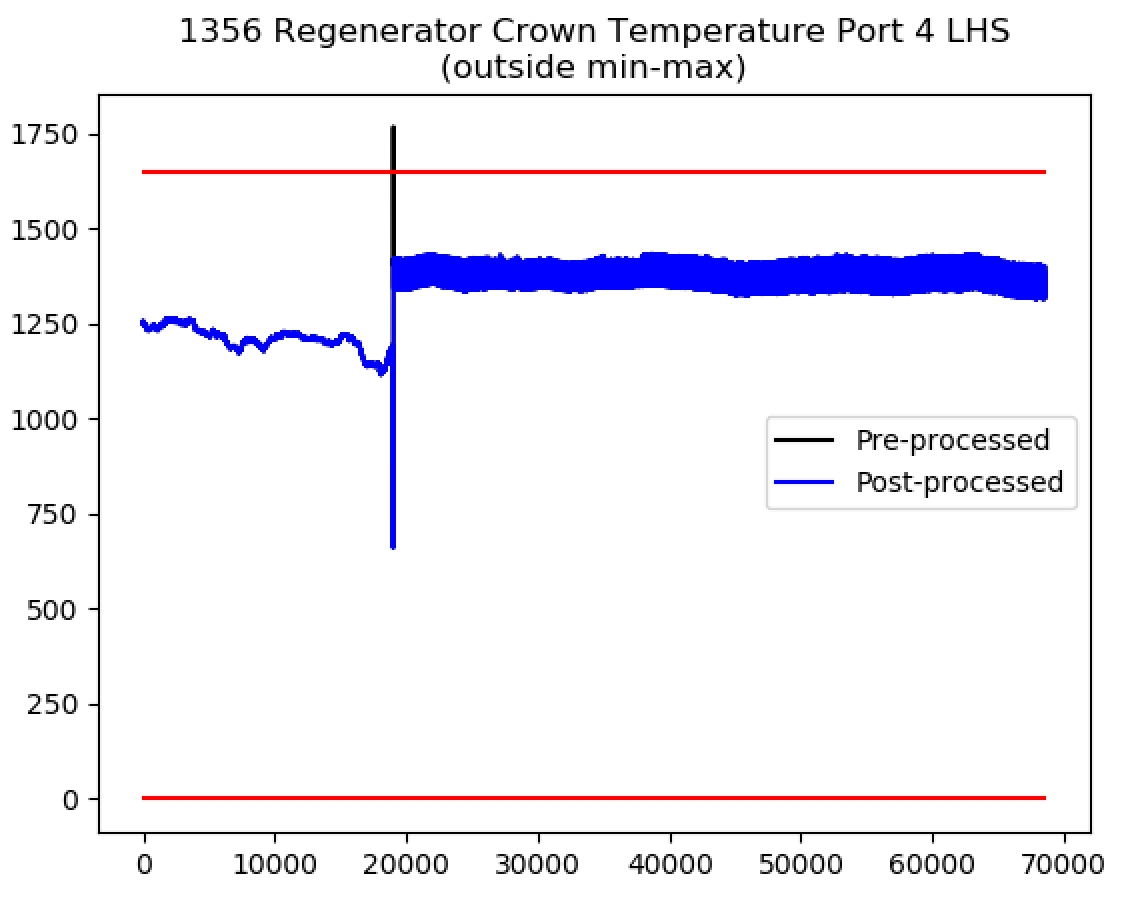 1356 Regenerator Crown Temperature Port 4 LHS
(outside min-max)
1750
1500
1250
1000
750
500
250
0
Pre-processed
Post-processed
0 10000 20000 30000 40000 50000 60000 70000